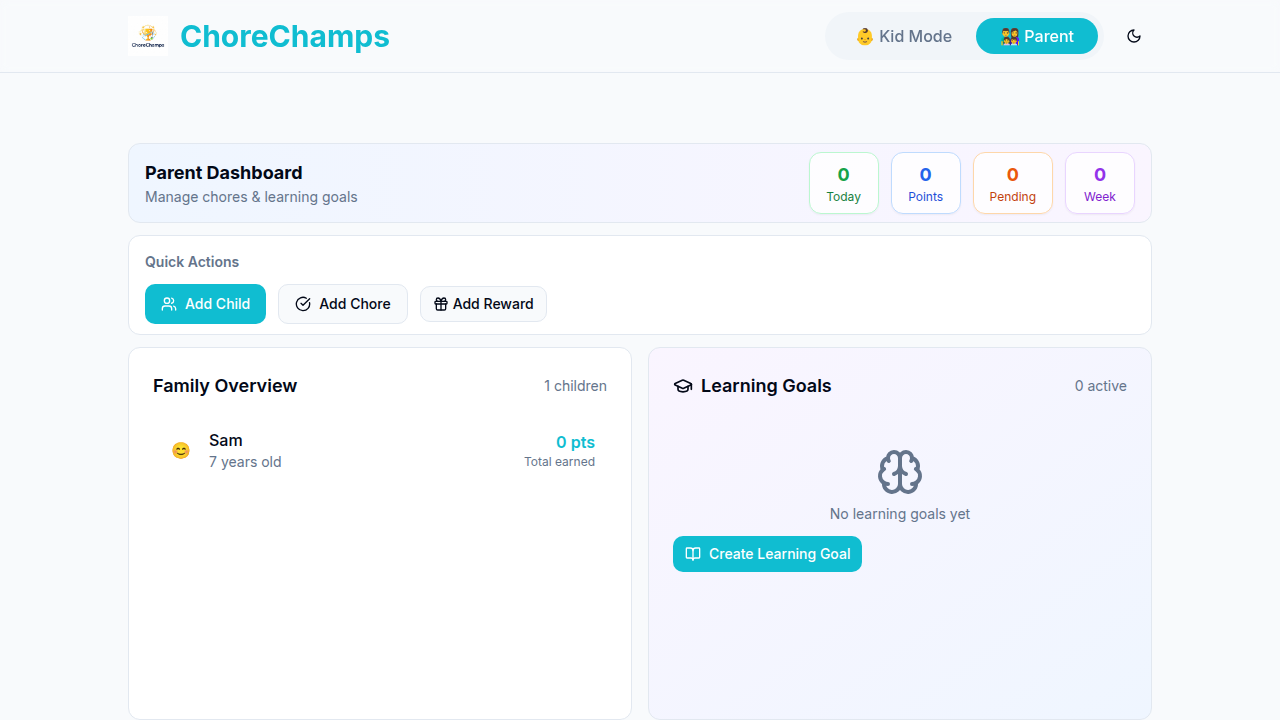 ChoreChamps
ChoreChamps
👶 Kid Mode
👩‍👩‍👧 Parent
Parent Dashboard
Manage chores & learning goals
0
Today
0
Points
0
Pending
0
Week
Quick Actions
Add Child
Add Chore
Add Reward
Family Overview
1 children
Sam
7 years old
0 pts
Total earned
Learning Goals
0 active
No learning goals yet
Create Learning Goal